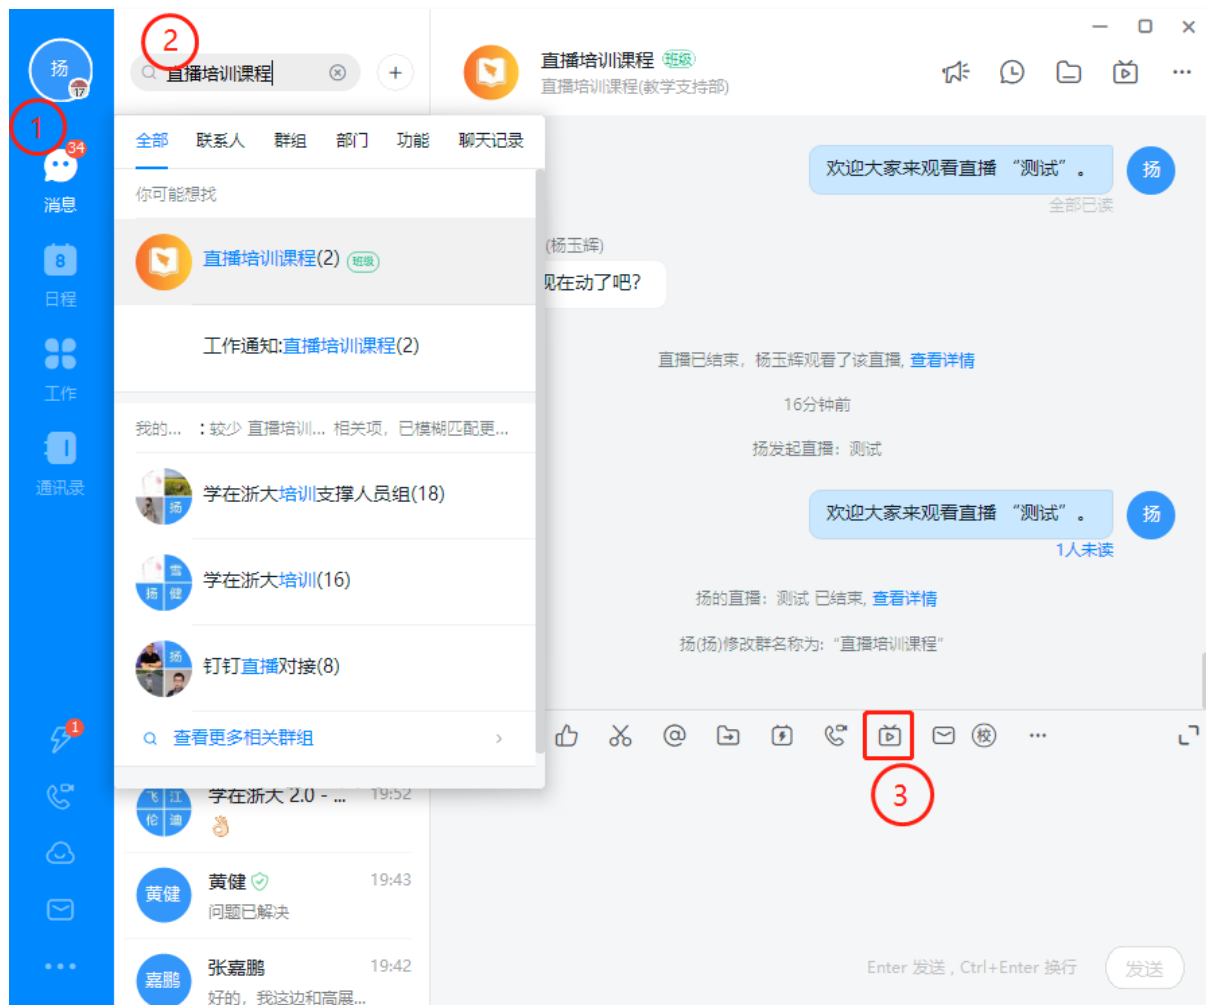 扬
17
1
34
消息
8
日程
工作
通讯录
1
2
直播培训课程
全部 联系人 群组 部门 功能 聊天记录
你可能想找
直播培训课程(2) 班级
工作通知:直播培训课程(2)
我的... : 较少 直播培训... 相关项，已模糊匹配更...
扬
学在浙大培训支撑人员组(18)
雪
扬 健
学在浙大培训(16)
扬
钉钉直播对接(8)
查看更多相关群组
飞 江
伦 迪
学在浙大 2.0 - ... 19:52
黄健
黄健 19:43
问题已解决
嘉鹏
张嘉鹏 19:42
好的，我这边和高展...
直播培训课程 班级
直播培训课程(教学支持部)
欢迎大家来观看直播 “测试” 。
扬
全部已读
(杨玉辉)
现在动了吧?
直播已结束，杨玉辉观看了该直播, 查看详情
16分钟前
扬发起直播：测试
欢迎大家来观看直播 “测试” 。
扬
1人未读
扬的直播：测试 已结束, 查看详情
扬(扬)修改群名称为: “直播培训课程”
校
3
Enter 发送 , Ctrl+Enter 换行
发送